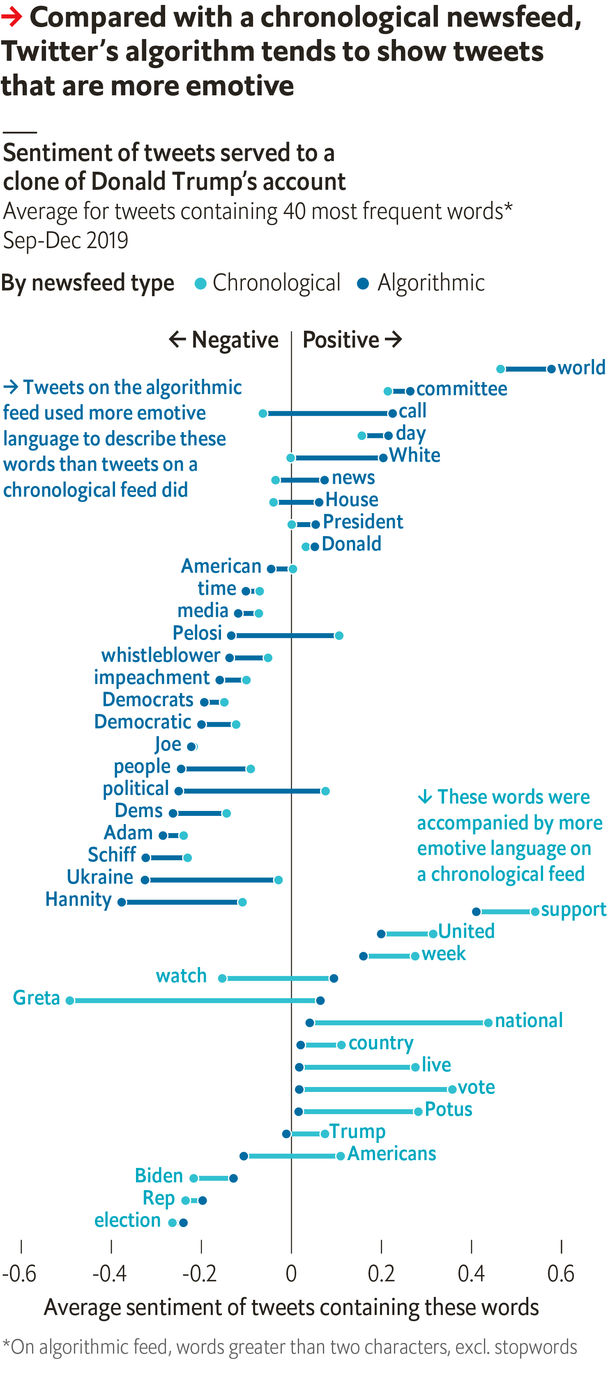 → Compared with a chronological newsfeed,
Twitter’s algorithm tends to show tweets
that are more emotive
Sentiment of tweets served to a
clone of Donald Trump’s account
Average for tweets containing 40 most frequent words*
Sep-Dec 2019
By newsfeed type Chronological Algorithmic
← Negative Positive →
→ Tweets on the algorithmic
feed used more emotive
language to describe these
words than tweets on a
chronological feed did
world
committee
call
day
White
news
House
President
Donald
American
time
media
Pelosi
whistleblower
impeachment
Democrats
Democratic
Joe
people
political
Dems
Adam
Schiff
Ukraine
Hannity
↓ These words were
accompanied by more
emotive language on
a chronological feed
support
United
week
watch
Greta
national
country
live
vote
Potus
Trump
Americans
Biden
Rep
election
-0.6 -0.4 -0.2 0 0.2 0.4 0.6
Average sentiment of tweets containing these words
*On algorithmic feed, words greater than two characters, excl. stopwords